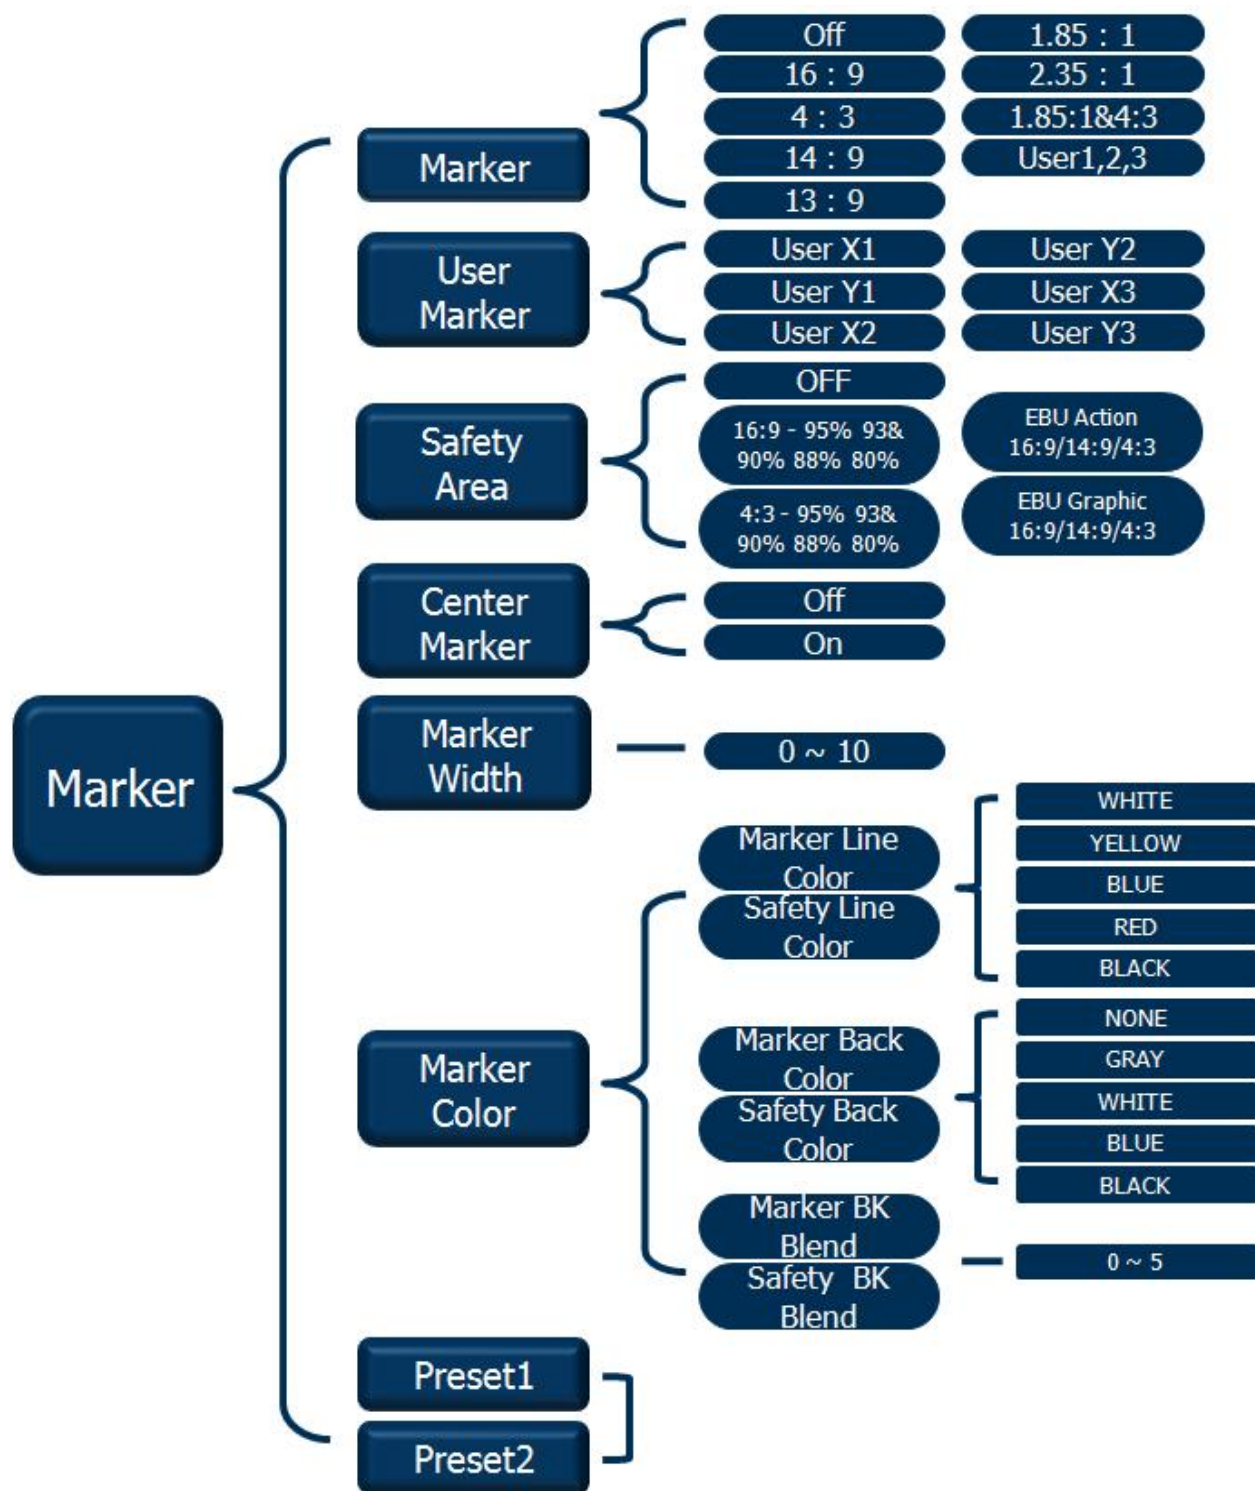 Marker
Marker
Off
16 : 9
4 : 3
14 : 9
13 : 9
1.85 : 1
2.35 : 1
1.85:1&4:3
User1,2,3
User
Marker
User X1
User Y1
User X2
User Y2
User X3
User Y3
Safety
Area
OFF
16:9 - 95% 93&
90% 88% 80%
4:3 - 95% 93&
90% 88% 80%
EBU Action
16:9/14:9/4:3
EBU Graphic
16:9/14:9/4:3
Center
Marker
Off
On
Marker
Width
0 ~ 10
Marker
Color
Marker Line
Color
Safety Line
Color
WHITE
YELLOW
BLUE
RED
BLACK
Marker Back
Color
Safety Back
Color
NONE
GRAY
WHITE
BLUE
BLACK
Marker BK
Blend
Safety BK
Blend
0 ~ 5
Preset1
Preset2